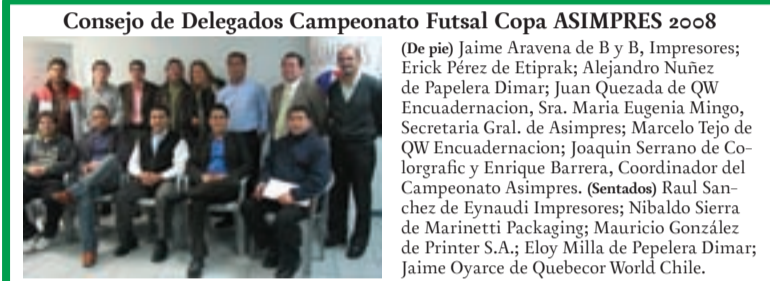 Consejo de Delegados Campeonato Futsal Copa ASIMPRES 2008
(De pie) Jaime Aravena de B y B, Impresores;
Erick Pérez de Etiprak; Alejandro Nuñez
de Papelera Dimar; Juan Quezada de QW
Encuadernacion, Sra. Maria Eugenia Mingo,
Secretaria Gral. de Asimpres; Marcelo Tejo de
QW Encuadernacion; Joaquin Serrano de Co-
lorgrafic y Enrique Barrera, Coordinador del
Campeonato Asimpres. (Sentados) Raul San-
chez de Eynaudi Impresores; Nibaldo Sierra
de Marinetti Packaging; Mauricio González
de Printer S.A.; Eloy Milla de Pepelera Dimar;
Jaime Oyarce de Quebecor World Chile.